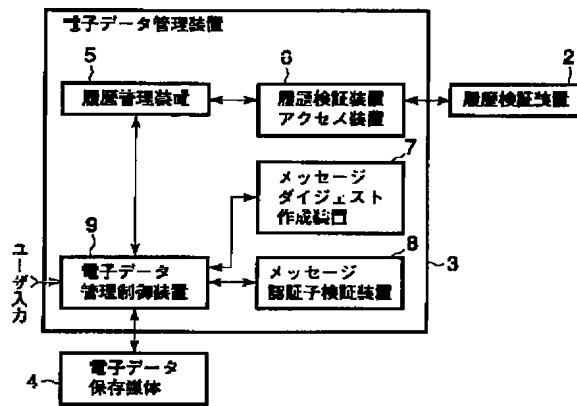 電子データ管理装置
5
履歴管理装置
6
履歴検証装置
アクセス装置
2
履歴検証装置
7
メッセージ
ダイジェスト
作成装置
ユーザ入力
9
電子データ
管理制御装置
8
メッセージ
認証子検証装置
3
4
電子データ
保存媒体